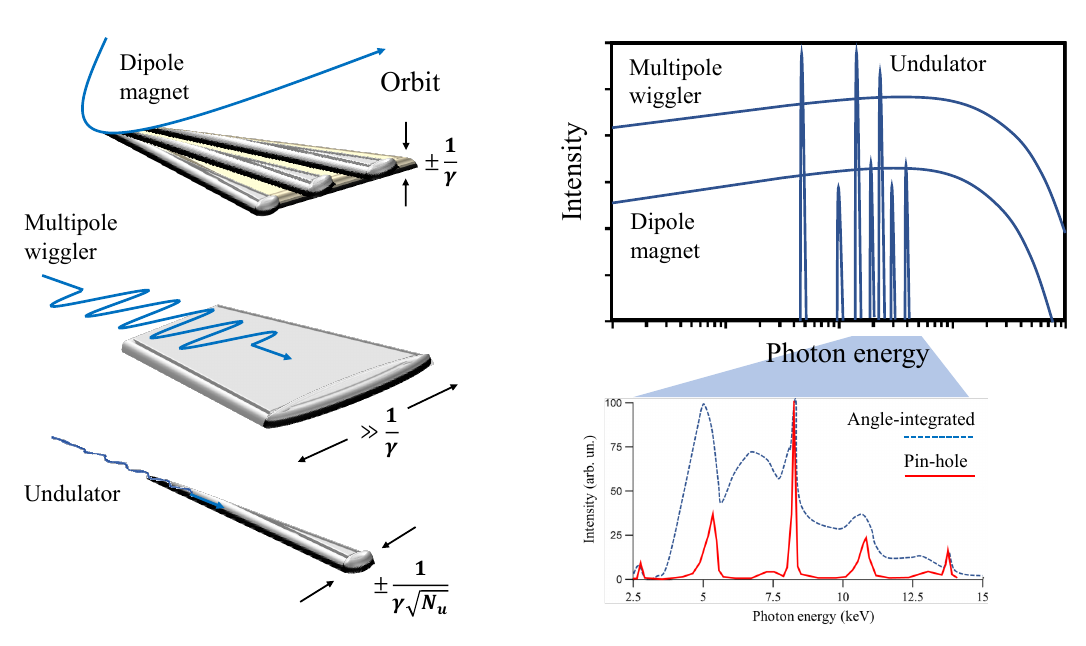 Dipole
magnet
Orbit
± 1/γ
Multipole
wiggler
≫ 1/γ
Undulator
± 1/(γ√Nᵤ)
Intensity
Multipole
wiggler
Undulator
Dipole
magnet
Photon energy
Intensity (arb. un.)
100
75
50
25
0
Angle-integrated
Pin-hole
2.5 5 7.5 10 12.5 15
Photon energy (keV)